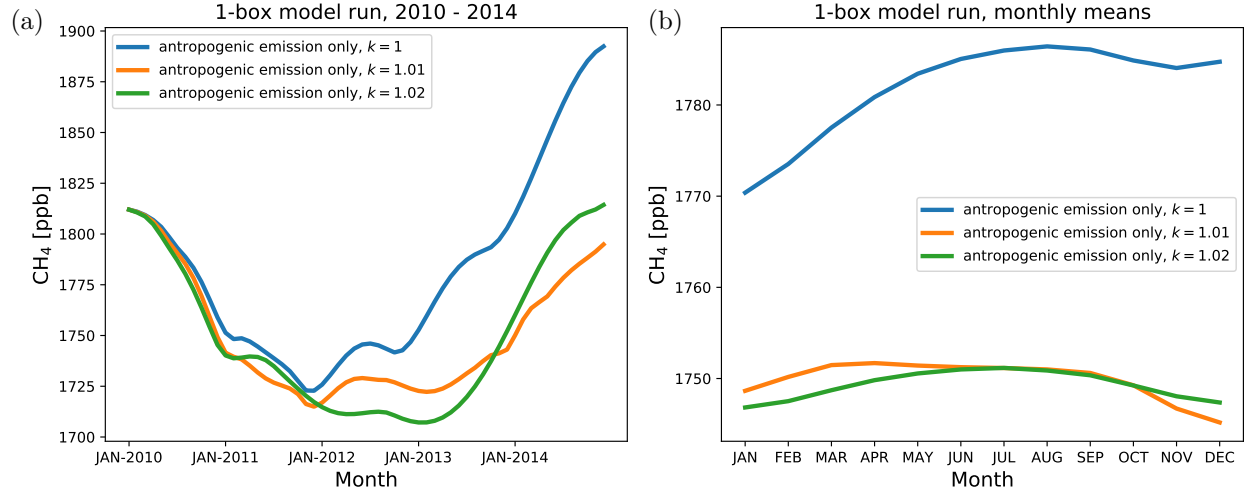 (a)
1-box model run, 2010 - 2014
CH₄ [ppb]
1900
1875
1850
1825
1800
1775
1750
1725
1700
antropogenic emission only, k = 1
antropogenic emission only, k = 1.01
antropogenic emission only, k = 1.02
JAN-2010 JAN-2011 JAN-2012 JAN-2013 JAN-2014
Month
(b)
1-box model run, monthly means
CH₄ [ppb]
1780
1770
1760
1750
antropogenic emission only, k = 1
antropogenic emission only, k = 1.01
antropogenic emission only, k = 1.02
JAN FEB MAR APR MAY JUN JUL AUG SEP OCT NOV DEC
Month